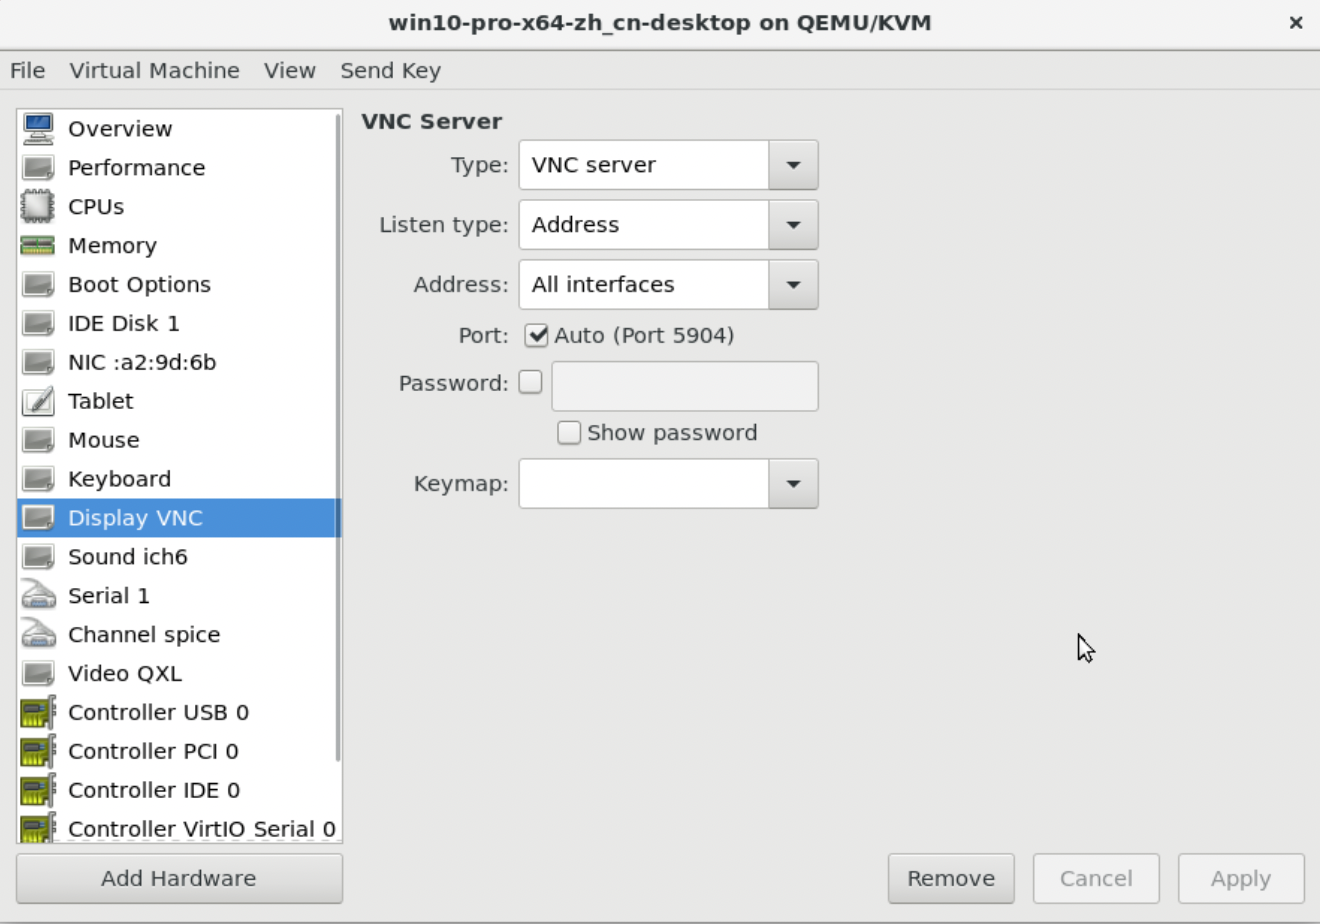 win10-pro-x64-zh_cn-desktop on QEMU/KVM
File Virtual Machine View Send Key
Overview
Performance
CPUs
Memory
Boot Options
IDE Disk 1
NIC :a2:9d:6b
Tablet
Mouse
Keyboard
Display VNC
Sound ich6
Serial 1
Channel spice
Video QXL
Controller USB 0
Controller PCI 0
Controller IDE 0
Controller VirtIO Serial 0
Add Hardware
VNC Server
Type: VNC server
Listen type: Address
Address: All interfaces
Port: Auto (Port 5904)
Password:
Show password
Keymap:
Remove Cancel Apply